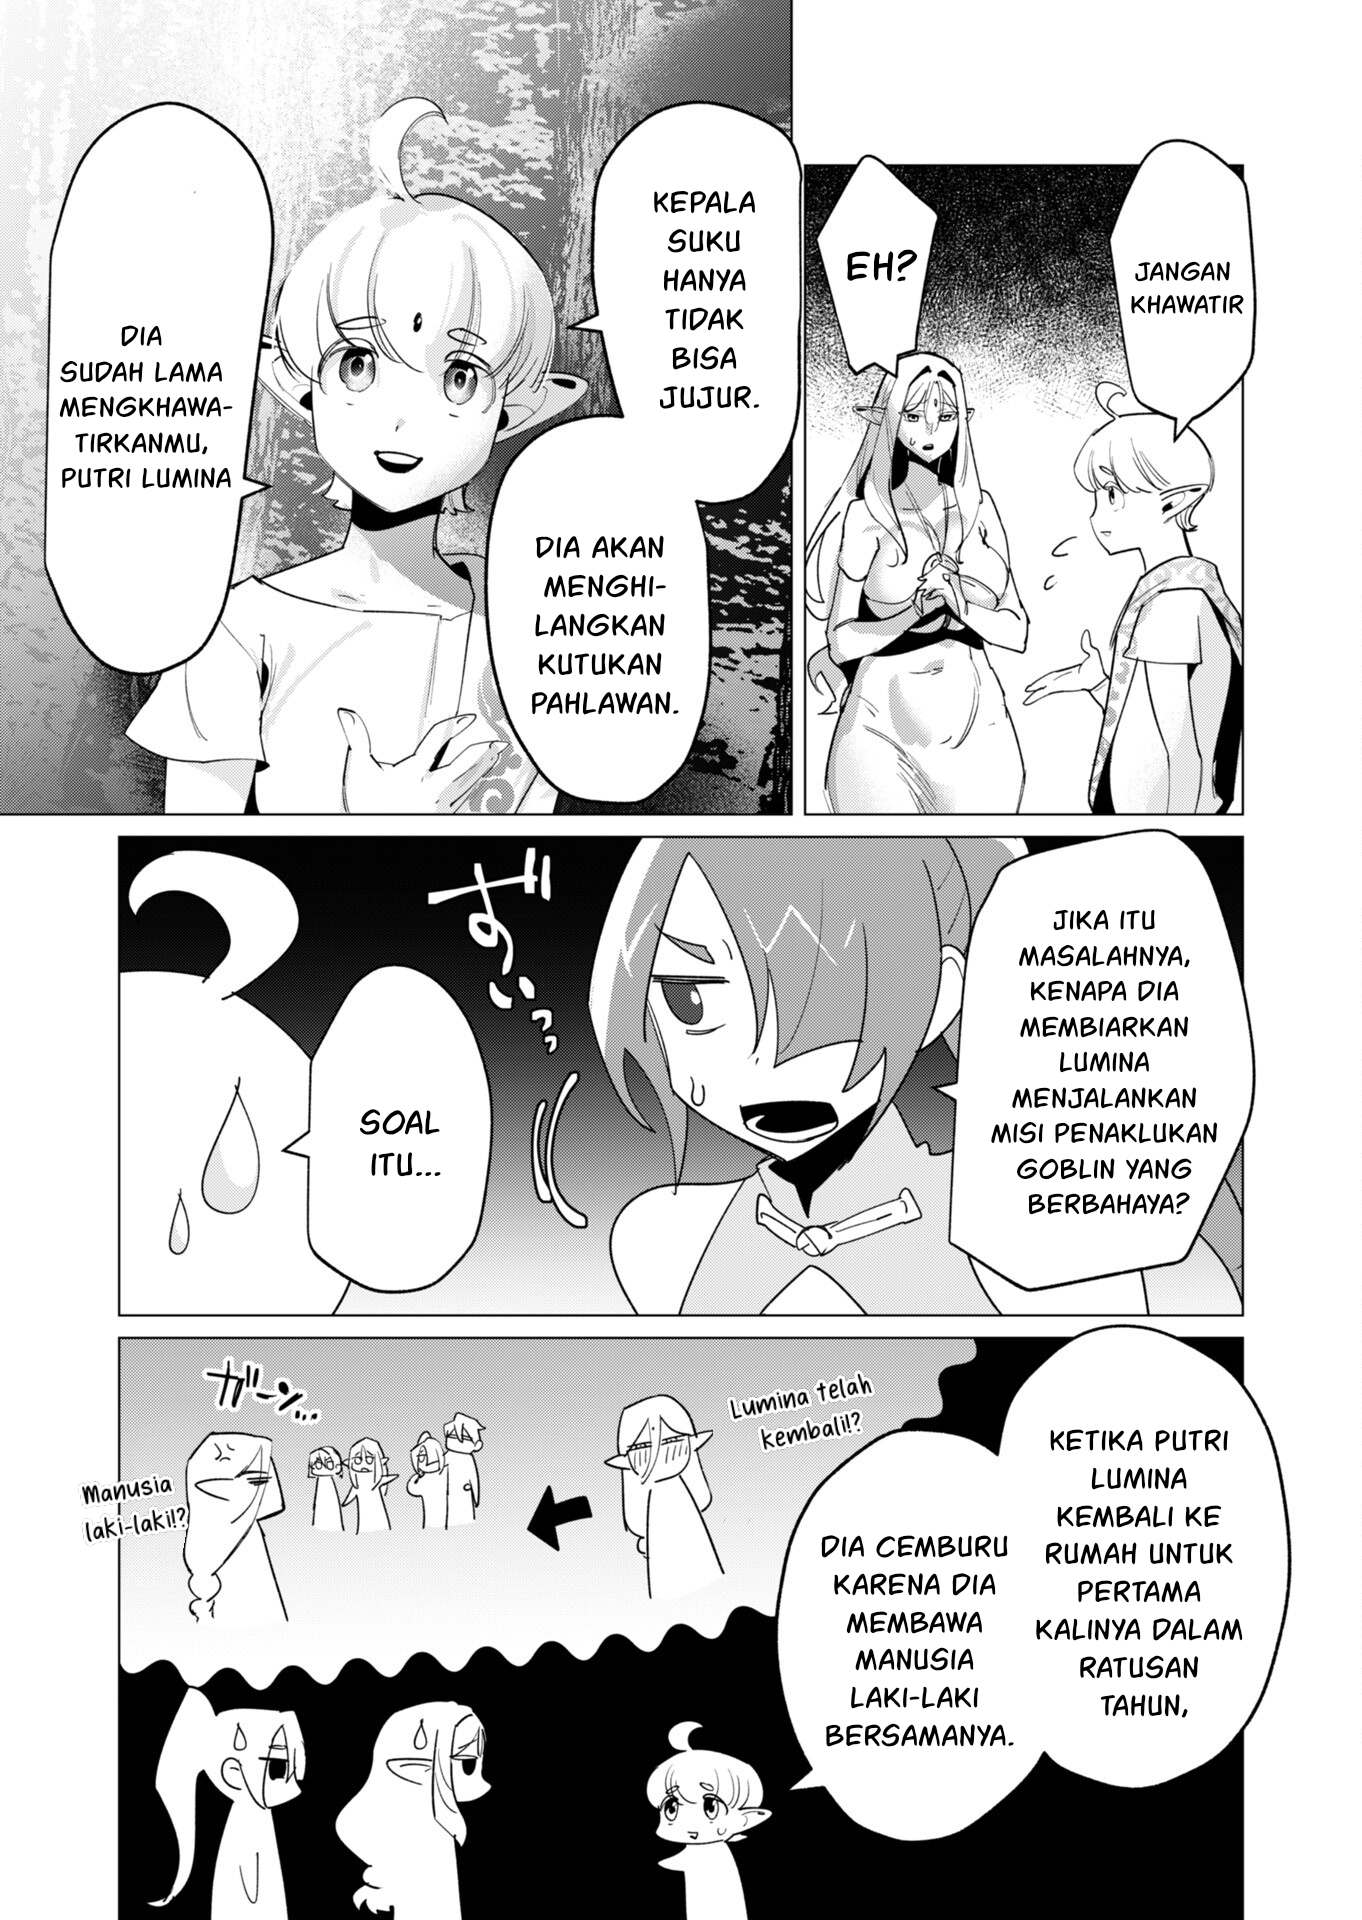 JANGAN
KHAWATIR
EH?
KEPALA
SUKU
HANYA
TIDAK
BISA
JUJUR.
DIA AKAN
MENGHI-
LANGKAN
KUTUKAN
PAHLAWAN.
DIA
SUDAH LAMA
MENGKHAWA-
TIRKANMU,
PUTRI LUMINA
JIKA ITU
MASALAHNYA,
KENAPA DIA
MEMBIARKAN
LUMINA
MENJALANKAN
MISI PENAKLUKAN
GOBLIN YANG
BERBAHAYA?
ずいっ
SOAL
ITU...
KETIKA PUTRI
LUMINA
KEMBALI KE
RUMAH UNTUK
PERTAMA
KALINYA DALAM
RATUSAN
TAHUN,
DIA CEMBURU
KARENA DIA
MEMBAWA
MANUSIA
LAKI-LAKI
BERSAMANYA.
Lumina telah
kembali!?
ガーン...
Manusia
laki-laki!?